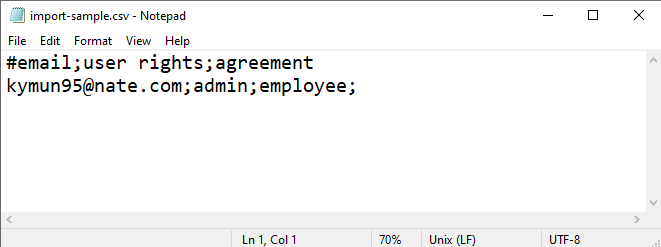 import-sample.csv - Notepad
File Edit Format View Help
#email;user rights;agreement
kymun95@nate.com;admin;employee;
Ln 1, Col 1 70% Unix (LF) UTF-8